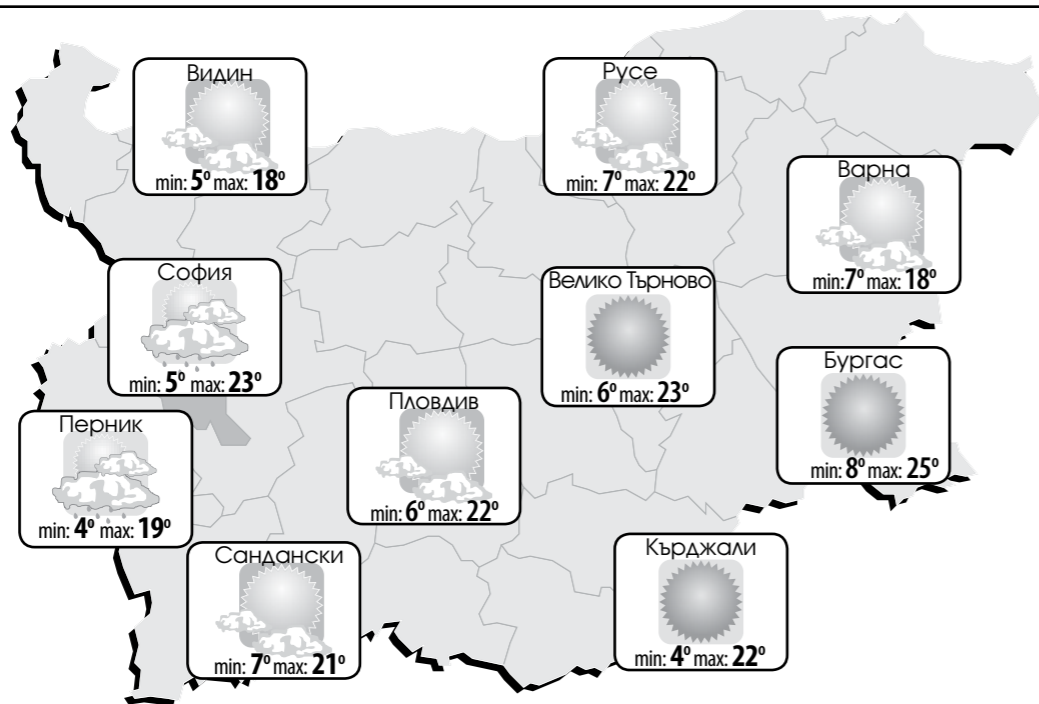 Видин
min: 5° max: 18°
Русе
min: 7° max: 22°
Варна
min:7° max: 18°
София
min: 5° max: 23°
Велико Търново
min: 6° max: 23°
Бургас
min: 8° max: 25°
Пловдив
min: 6° max: 22°
Перник
min: 4° max: 19°
Сандански
min: 7° max: 21°
Кърджали
min: 4° max: 22°